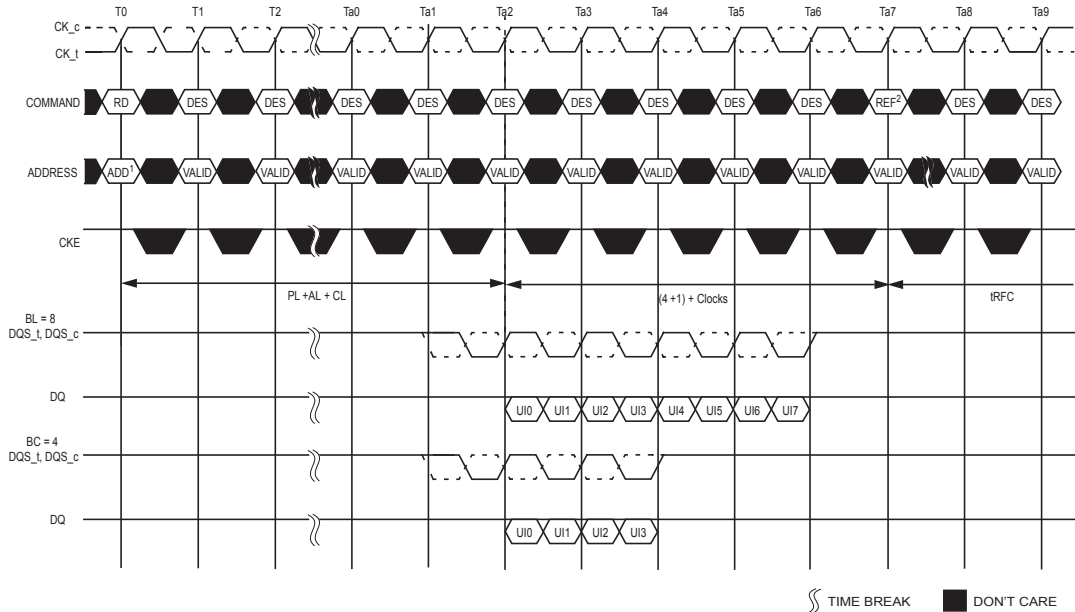 T0 T1 T2 Ta0 Ta1 Ta2 Ta3 Ta4 Ta5 Ta6 Ta7 Ta8 Ta9
CK_c
CK_t
COMMAND RD DES DES DES DES DES DES DES DES DES REF2 DES DES
ADDRESS ADD1 VALID VALID VALID VALID VALID VALID VALID VALID VALID VALID VALID VALID
CKE
PL +AL + CL (4 +1) + Clocks tRFC
BL = 8
DQS_t, DQS_c
DQ UI0 UI1 UI2 UI3 UI4 UI5 UI6 UI7
BC = 4
DQS_t, DQS_c
DQ UI0 UI1 UI2 UI3
TIME BREAK DON'T CARE